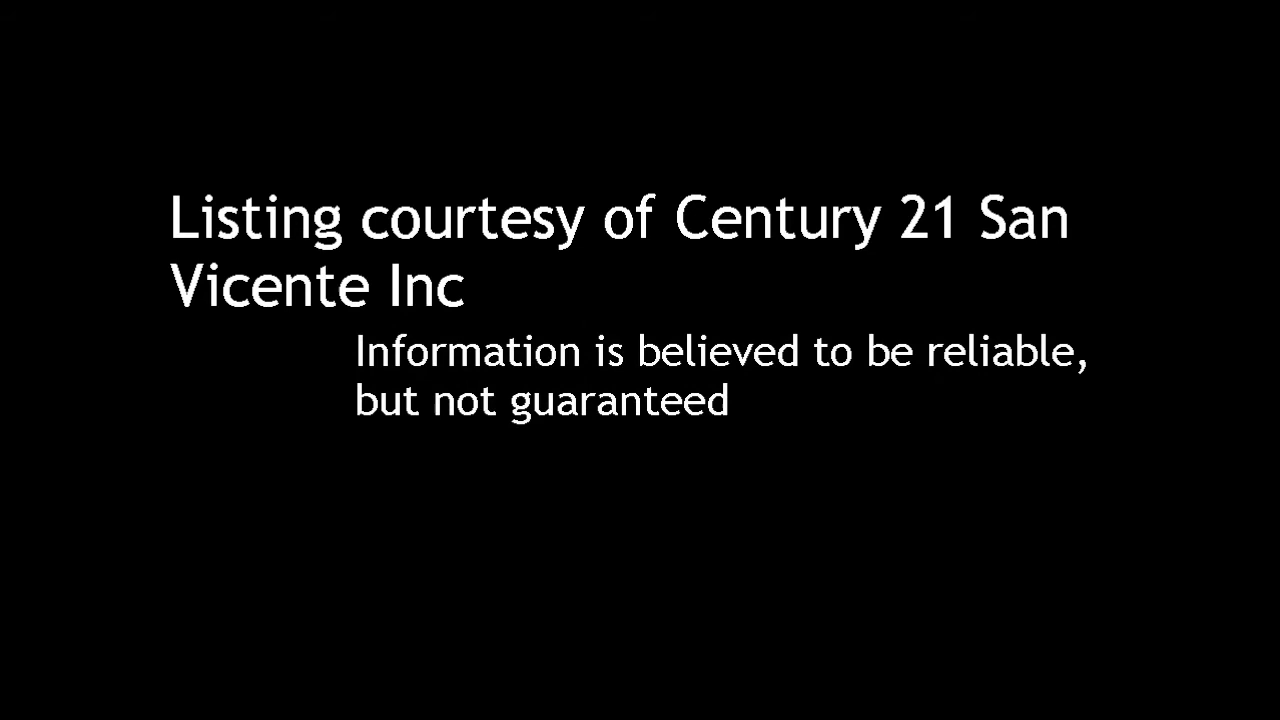 Listing courtesy of Century 21 San
Vicente Inc
Information is believed to be reliable,
but not guaranteed